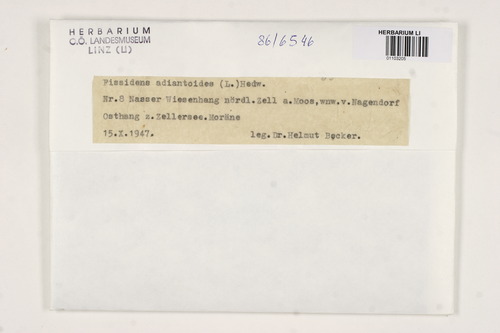 HERBARIUM
O.Ö. LANDESMUSEUM
LINZ (LI)
86/6546
HERBARIUM LI
01103205
Fissidens adiantoides (L.)Hedw.
Nr.8 Nasser Wiesenhang nördl.Zell a.Moos,wnw.v.Hagendorf
Osthang z.Zellersee.Moräne
15.X.1947. leg.Dr.Helmut Becker.